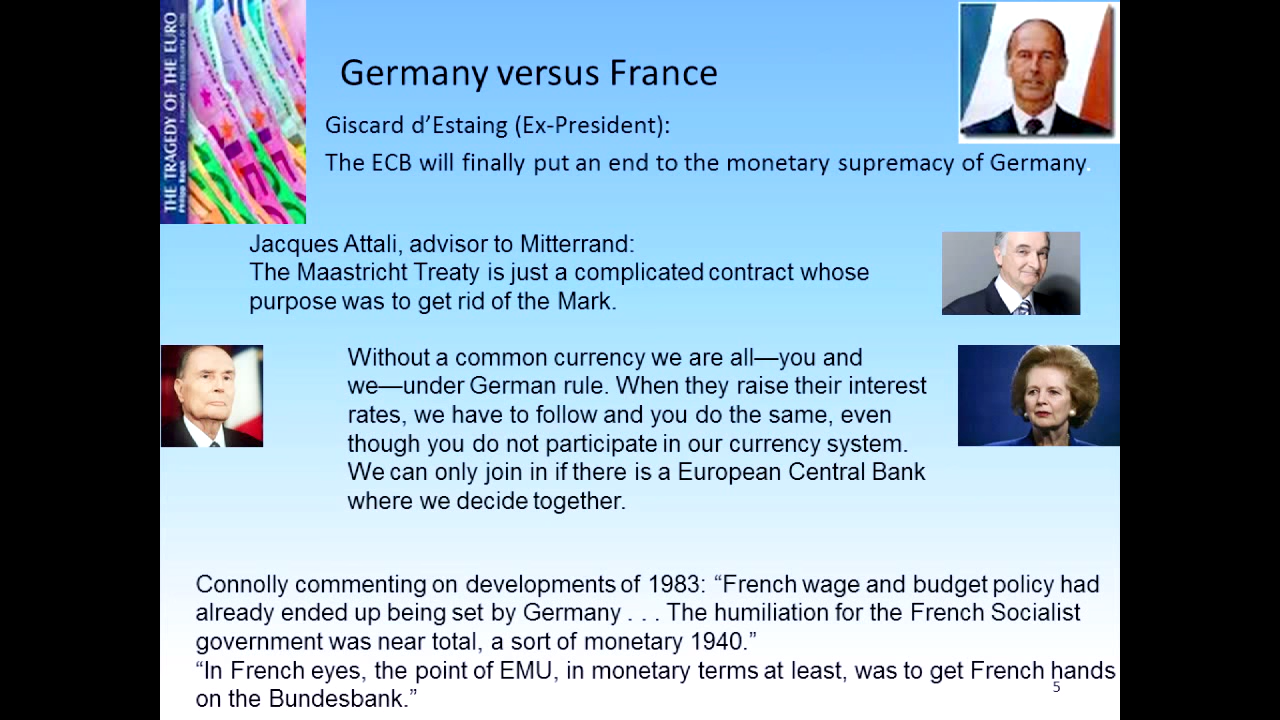 THE TRAGEDY OF THE EURO
Philipp Bagus
Germany versus France
Giscard d’Estaing (Ex-President):
The ECB will finally put an end to the monetary supremacy of Germany.
Jacques Attali, advisor to Mitterrand:
The Maastricht Treaty is just a complicated contract whose
purpose was to get rid of the Mark.
Without a common currency we are all—you and
we—under German rule. When they raise their interest
rates, we have to follow and you do the same, even
though you do not participate in our currency system.
We can only join in if there is a European Central Bank
where we decide together.
Connolly commenting on developments of 1983: “French wage and budget policy had
already ended up being set by Germany . . . The humiliation for the French Socialist
government was near total, a sort of monetary 1940.”
“In French eyes, the point of EMU, in monetary terms at least, was to get French hands
on the Bundesbank.”
5